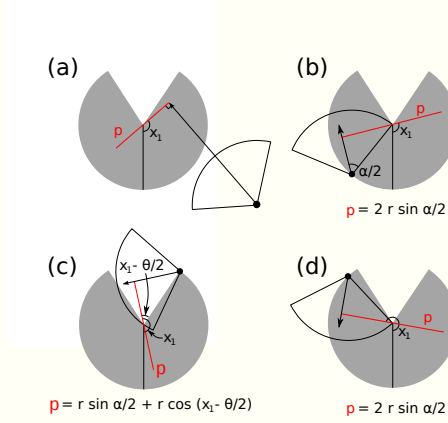 (a)
p
x₁
(b)
p
x₁
α/2
p = 2 r sin α/2
(c)
x₁- θ/2
x₁
p
p = r sin α/2 + r cos (x₁- θ/2)
(d)
p
x₁
p = 2 r sin α/2